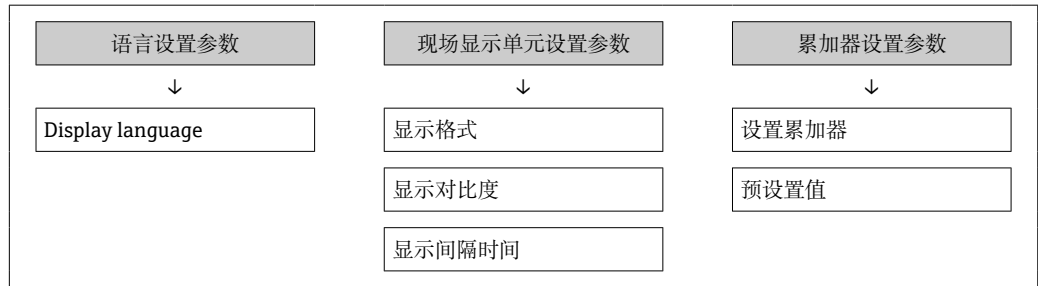 语言设置参数
现场显示单元设置参数
累加器设置参数
Display language
显示格式
设置累加器
显示对比度
预设置值
显示间隔时间